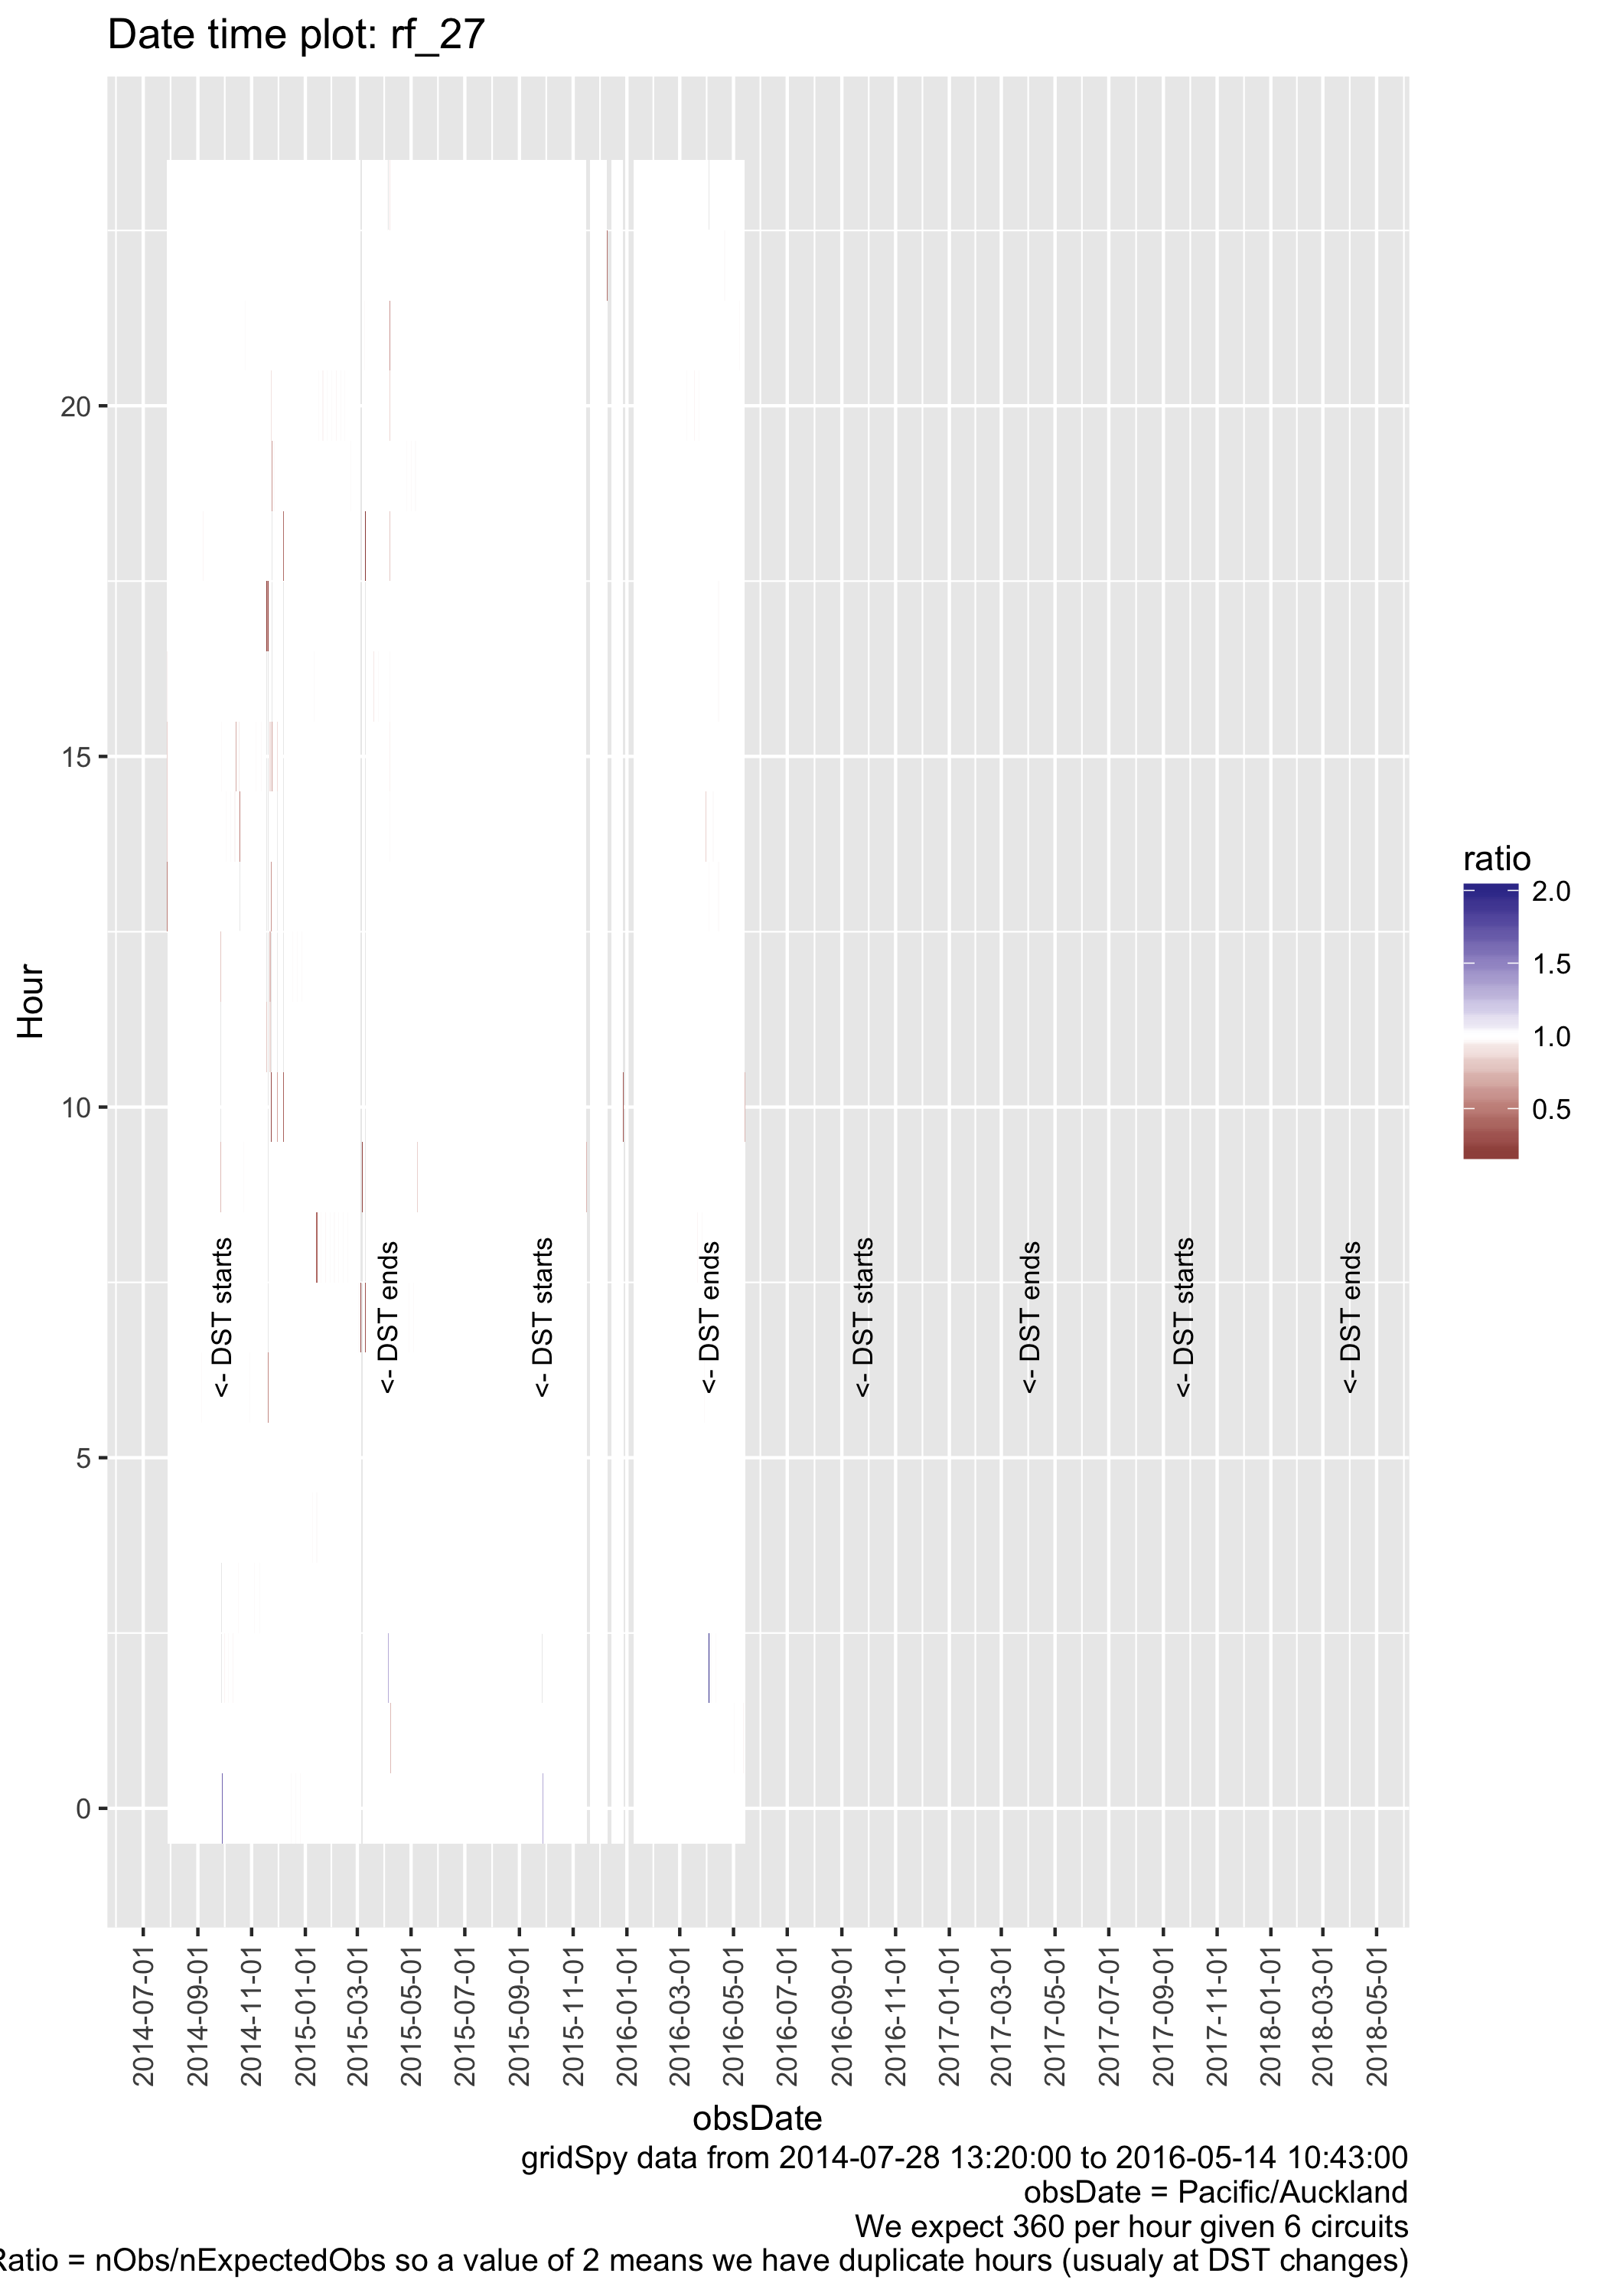 Date time plot: rf_27
Hour
20
15
10
5
0
<- DST starts
<- DST ends
<- DST starts
<- DST ends
<- DST starts
<- DST ends
<- DST starts
<- DST ends
ratio
2.0
1.5
1.0
0.5
2014-07-01
2014-09-01
2014-11-01
2015-01-01
2015-03-01
2015-05-01
2015-07-01
2015-09-01
2015-11-01
2016-01-01
2016-03-01
2016-05-01
2016-07-01
2016-09-01
2016-11-01
2017-01-01
2017-03-01
2017-05-01
2017-07-01
2017-09-01
2017-11-01
2018-01-01
2018-03-01
2018-05-01
obsDate
gridSpy data from 2014-07-28 13:20:00 to 2016-05-14 10:43:00
obsDate = Pacific/Auckland
We expect 360 per hour given 6 circuits
Ratio = nObs/nExpectedObs so a value of 2 means we have duplicate hours (usualy at DST changes)